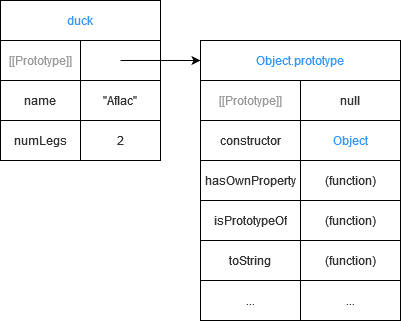 duck
[[Prototype]]
name "Aflac"
numLegs 2
Object.prototype
[[Prototype]] null
constructor Object
hasOwnProperty (function)
isPrototypeOf (function)
toString (function)
... ...